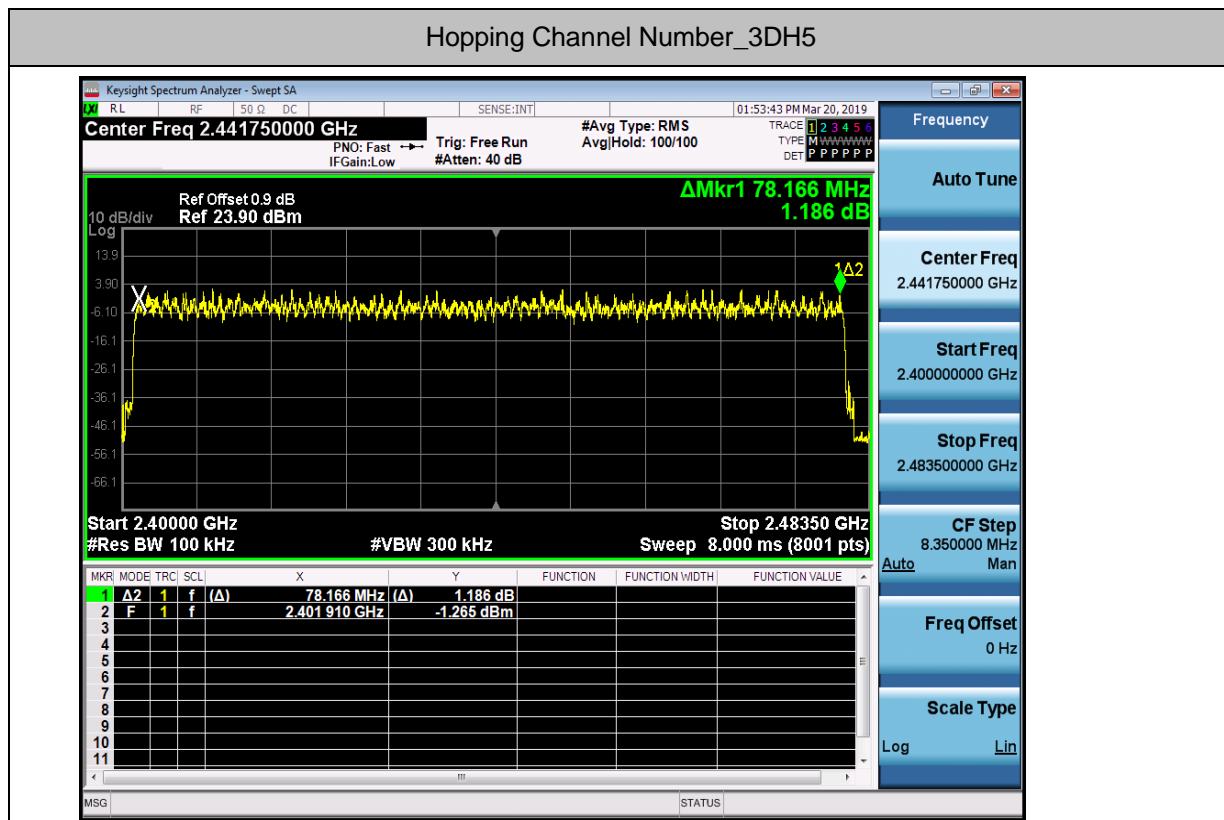 Hopping Channel Number_3DH5
Keysight Spectrum Analyzer - Swept SA
LXI RL RF 50 Ω DC SENSE:INT 01:53:43 PM Mar 20, 2019
Center Freq 2.441750000 GHz
PNO: Fast
IFGain:Low
Trig: Free Run
#Atten: 40 dB
#Avg Type: RMS
Avg|Hold: 100/100
TRACE 1 2 3 4 5 6
TYPE M WWWWW
DET P P P P P P
ΔMkr1 78.166 MHz
1.186 dB
Ref Offset 0.9 dB
10 dB/div Ref 23.90 dBm
Log
13.9
3.90
-6.10
-16.1
-26.1
-36.1
-46.1
-56.1
-66.1
1Δ2
Start 2.40000 GHz Stop 2.48350 GHz
#Res BW 100 kHz #VBW 300 kHz Sweep 8.000 ms (8001 pts)
MKR MODE TRC SCL X Y FUNCTION FUNCTION WIDTH FUNCTION VALUE
1 Δ2 1 f (Δ) 78.166 MHz (Δ) 1.186 dB
2 F 1 f 2.401 910 GHz -1.265 dBm
3
4
5
6
7
8
9
10
11
MSG STATUS
Frequency
Auto Tune
Center Freq
2.441750000 GHz
Start Freq
2.400000000 GHz
Stop Freq
2.483500000 GHz
CF Step
8.350000 MHz
Auto Man
Freq Offset
0 Hz
Scale Type
Log Lin